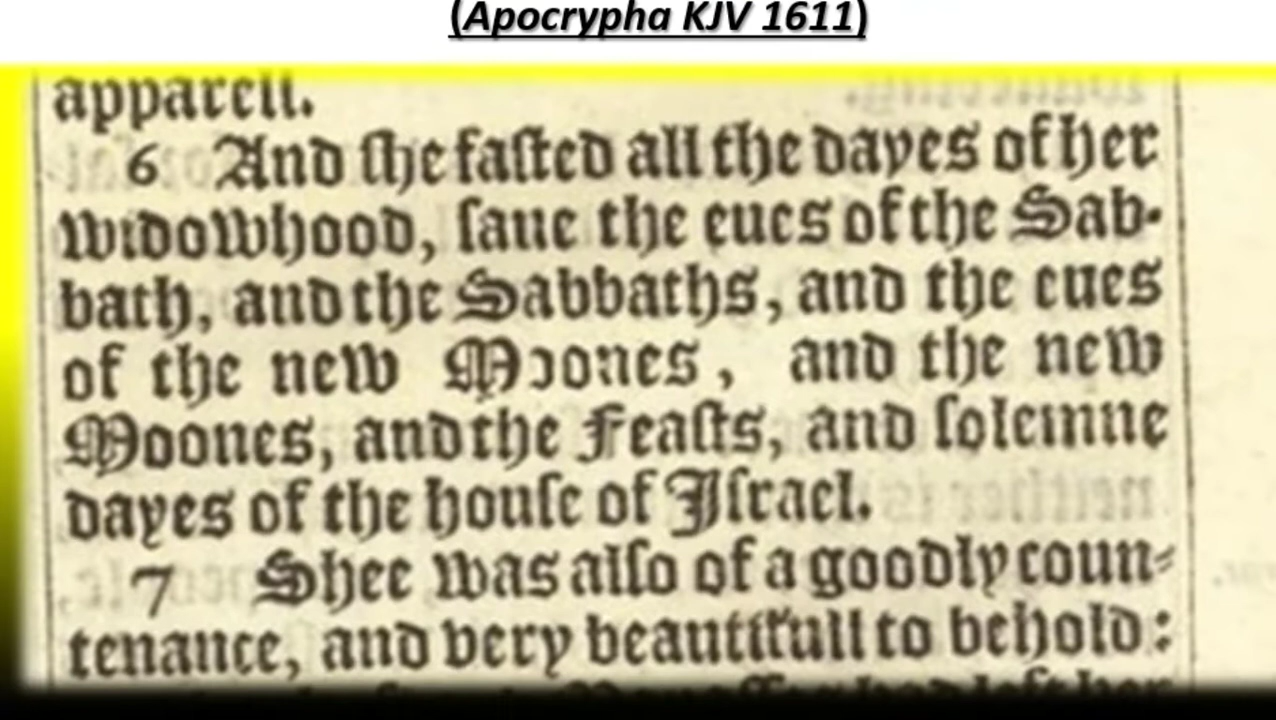 (Apocrypha KJV 1611)
apparell.
6 And ſhe faſted all the dayes of her
widowhood, ſaue the eues of the Sab-
bath, and the Sabbaths, and the eues
of the new Moones, and the new
Moones, and the Feaſts, and ſolemne
dayes of the houſe of Iſrael.
7 Shee was alſo of a goodly coun-
tenance, and very beautifull to behold: